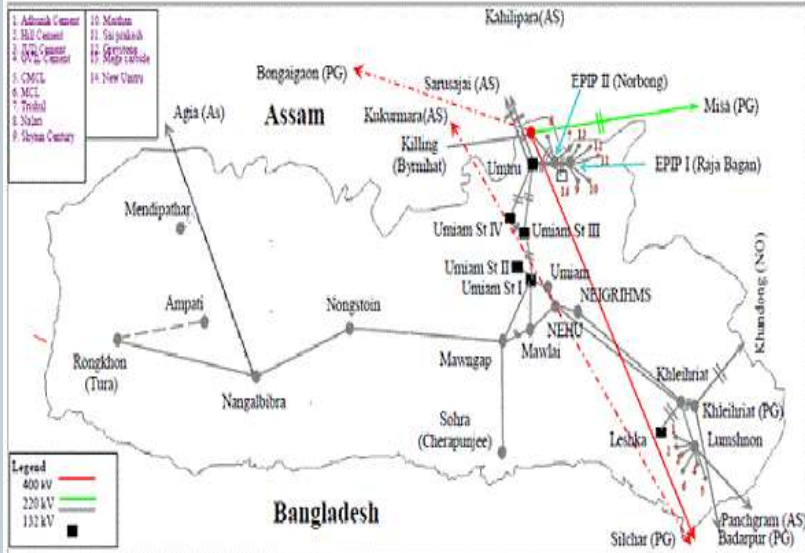 1. Adhunik Cement
2. Hill Cement
3. JUD Cement
4. GVIL Cement
5. CMCL
6. MCL
7. Trishul
8. Nalari
9. Shyam Century
10. Maithan
11. Sai prakash
12. Greystone
13. Mega carbide
14. New Umtru
Kahilipara(AS)
Bongaigaon (PG)
Sarusajai (AS)
EPIP II (Norbong)
Agia (As)
Assam
Kukurmara(AS)
Misa (PG)
Killing
(Byrnihat)
Umtru
EPIP I (Raja Bagan)
14
9
10
Mendipathar
Umiam St IV
Umiam St III
Umiam St II
Umiam
Umiam St I
NEIGRIHMS
Khandong (NO)
Ampati
Nongstoin
NEHU
Rongkhon
(Tura)
Mawngap
Mawlai
Nangalbibra
Khleihriat
Khleihriat (PG)
Sohra
(Cherapunjee)
Leshka
Lumshnon
Legend
400 kV
220 kV
132 kV
Bangladesh
Panchgram (AS)
Badarpur (PG)
Silchar (PG)